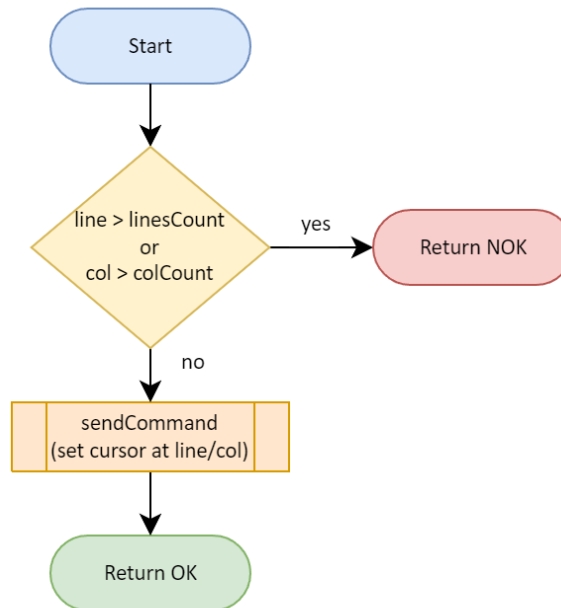 Start
line > linesCount
or
col > colCount
yes
Return NOK
no
sendCommand
(set cursor at line/col)
Return OK